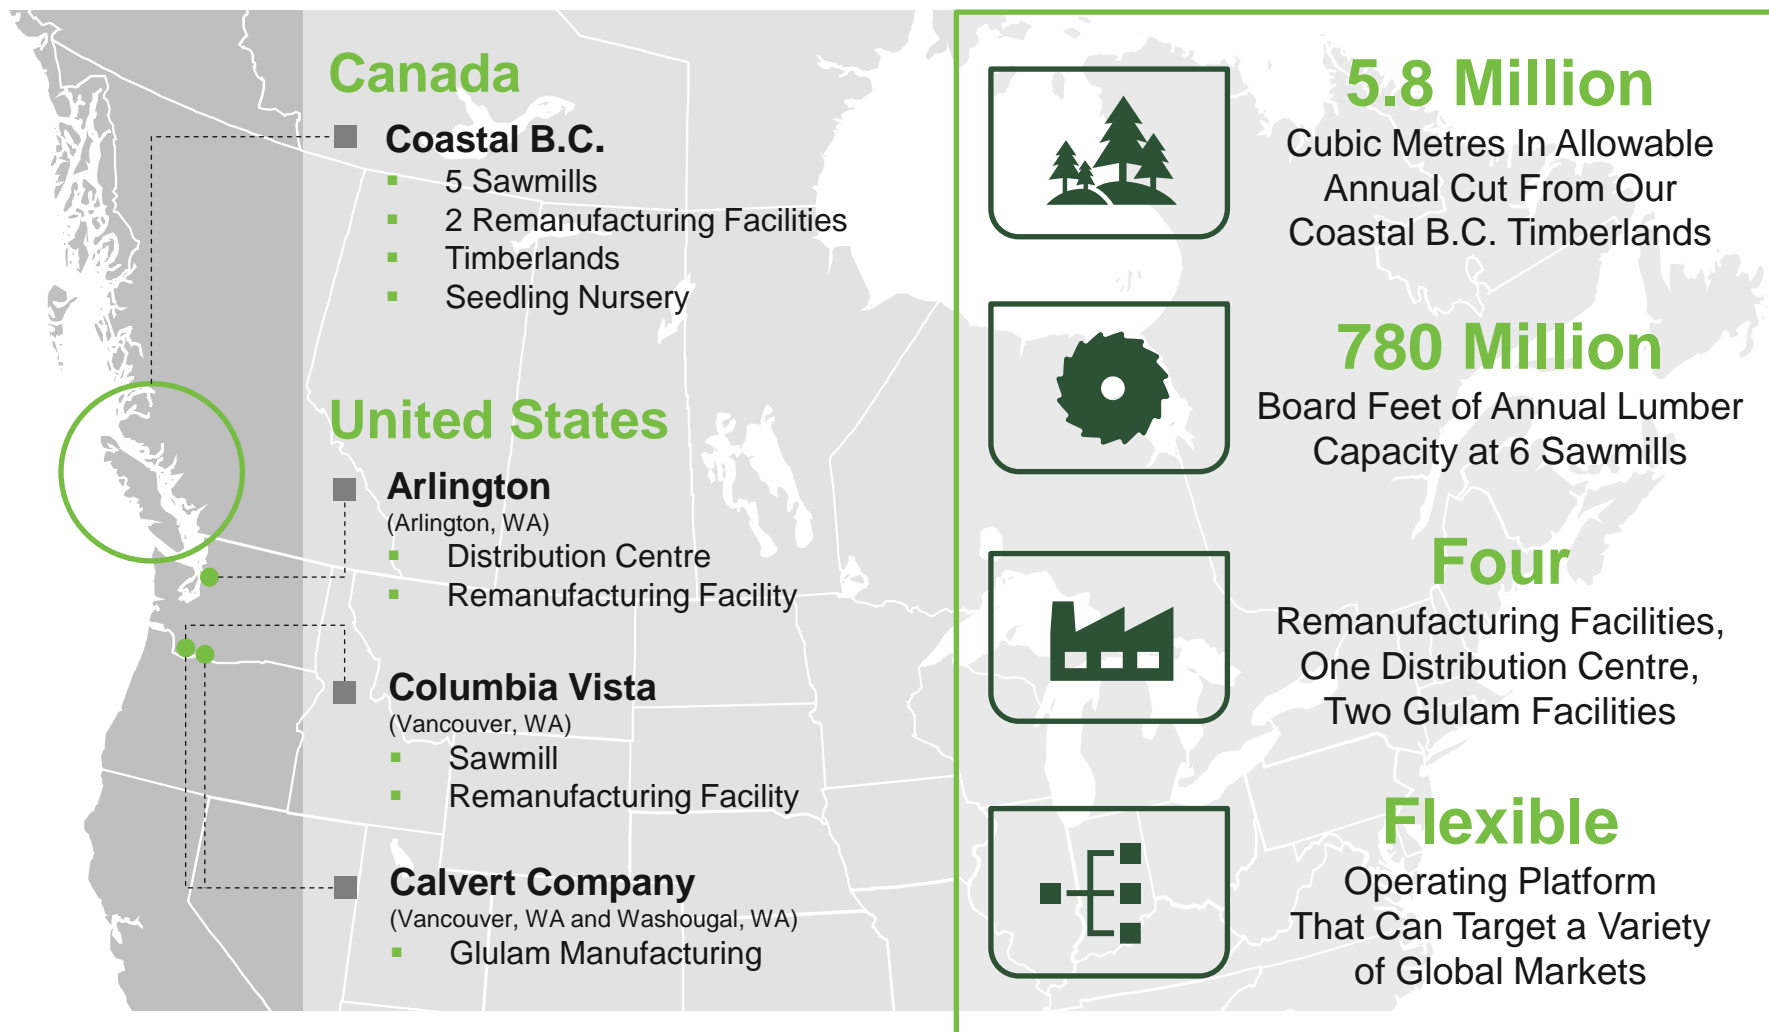 Canada
Coastal B.C.
5 Sawmills
2 Remanufacturing Facilities
Timberlands
Seedling Nursery
United States
Arlington
(Arlington, WA)
Distribution Centre
Remanufacturing Facility
Columbia Vista
(Vancouver, WA)
Sawmill
Remanufacturing Facility
Calvert Company
(Vancouver, WA and Washougal, WA)
Glulam Manufacturing
5.8 Million
Cubic Metres In Allowable
Annual Cut From Our
Coastal B.C. Timberlands
780 Million
Board Feet of Annual Lumber
Capacity at 6 Sawmills
Four
Remanufacturing Facilities,
One Distribution Centre,
Two Glulam Facilities
Flexible
Operating Platform
That Can Target a Variety
of Global Markets